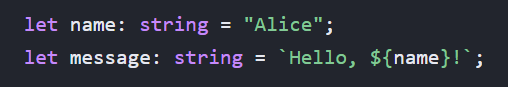 let name: string = "Alice";
let message: string = `Hello, ${name}!`;